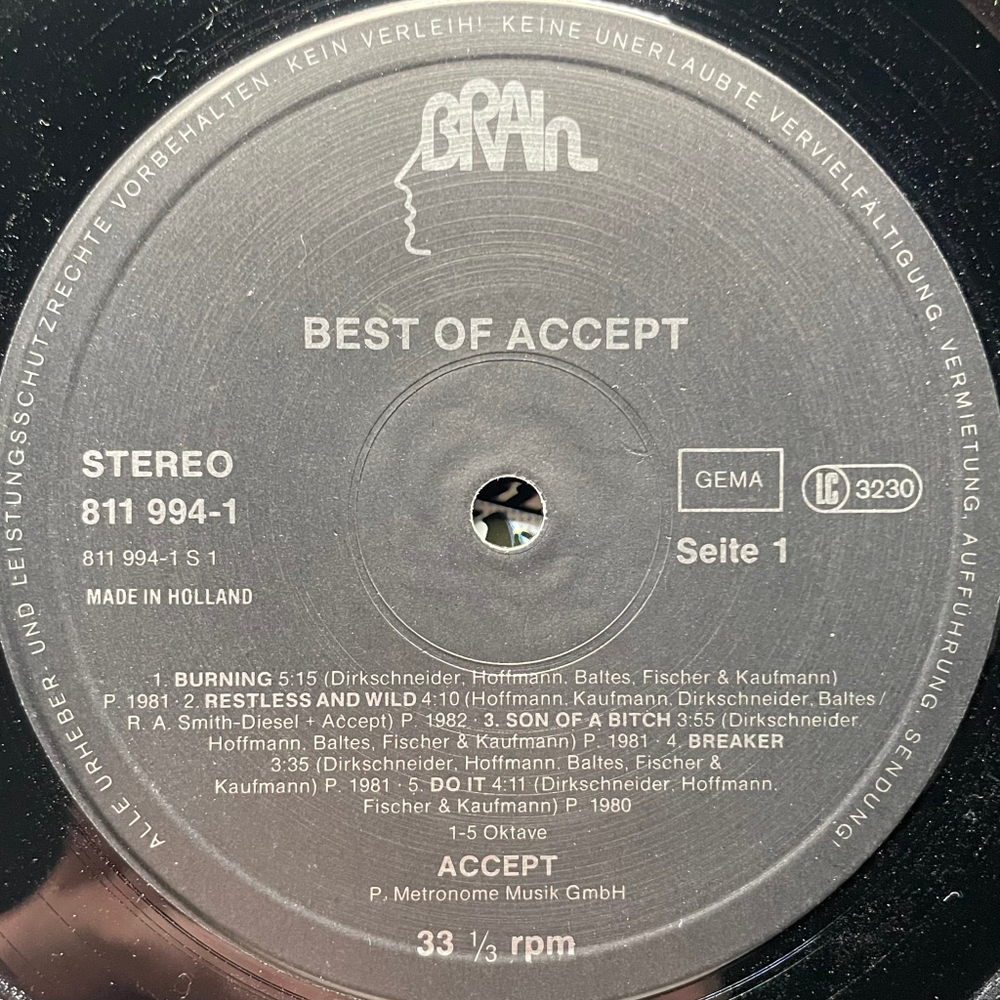 ALLE URHEBER- UND LEISTUNGSSCHUTZRECHTE VORBEHALTEN. KEIN VERLEIH! KEINE UNERLAUBTE VERVIELFÄLTIGUNG, VERMIETUNG, AUFFÜHRUNG, SENDUNG!
BRAIn
BEST OF ACCEPT
STEREO
811 994-1
811 994-1 S 1
MADE IN HOLLAND
GEMA
LC 3230
Seite 1
1. BURNING 5:15 (Dirkschneider, Hoffmann, Baltes, Fischer & Kaufmann)
P. 1981 · 2. RESTLESS AND WILD 4:10 (Hoffmann, Kaufmann, Dirkschneider, Baltes/
R. A. Smith-Diesel + Accept) P. 1982 · 3. SON OF A BITCH 3:55 (Dirkschneider,
Hoffmann, Baltes, Fischer & Kaufmann) P. 1981 · 4. BREAKER
3:35 (Dirkschneider, Hoffmann, Baltes, Fischer &
Kaufmann) P. 1981 · 5. DO IT 4:11 (Dirkschneider, Hoffmann,
Fischer & Kaufmann) P. 1980
1-5 Oktave
ACCEPT
P. Metronome Musik GmbH
33 1/3 rpm